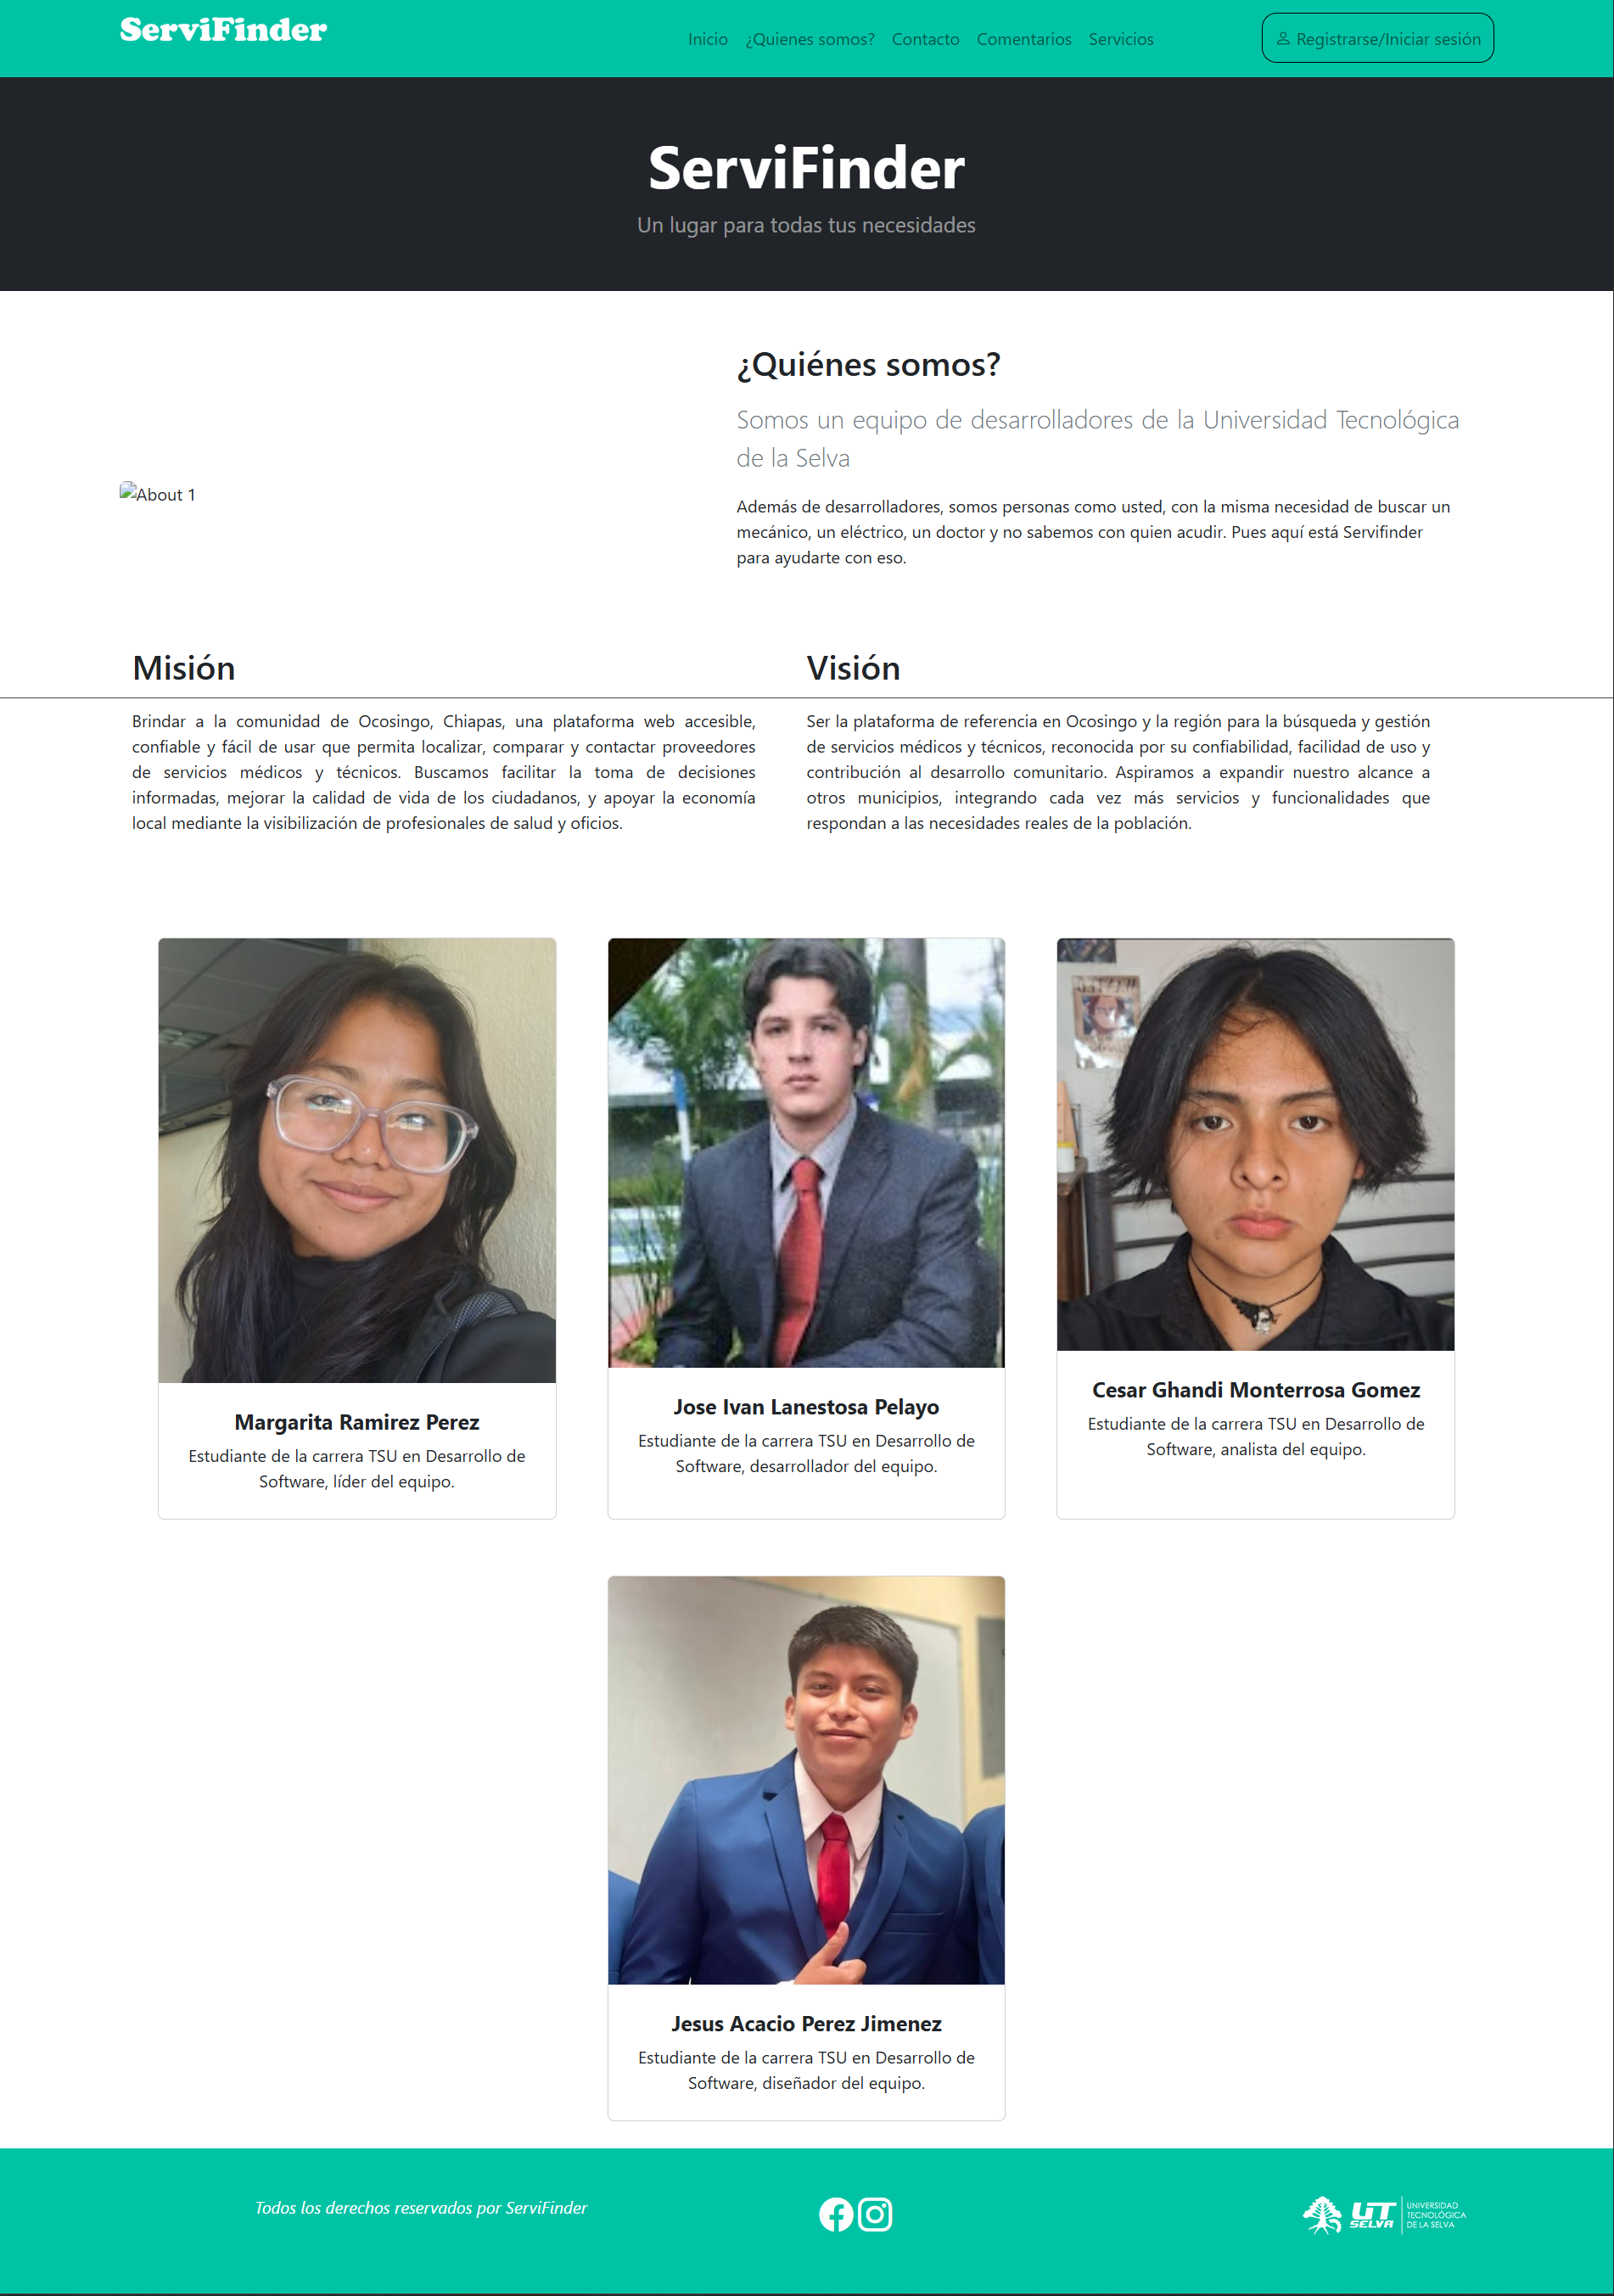 ServiFinder
Inicio ¿Quienes somos? Contacto Comentarios Servicios Registrarse/Iniciar sesión
ServiFinder
Un lugar para todas tus necesidades
¿Quiénes somos?
Somos un equipo de desarrolladores de la Universidad Tecnológica
de la Selva
About 1
Además de desarrolladores, somos personas como usted, con la misma necesidad de buscar un
mecánico, un eléctrico, un doctor y no sabemos con quien acudir. Pues aquí está Servifinder
para ayudarte con eso.
Misión
Brindar a la comunidad de Ocosingo, Chiapas, una plataforma web accesible,
confiable y fácil de usar que permita localizar, comparar y contactar proveedores
de servicios médicos y técnicos. Buscamos facilitar la toma de decisiones
informadas, mejorar la calidad de vida de los ciudadanos, y apoyar la economía
local mediante la visibilización de profesionales de salud y oficios.
Visión
Ser la plataforma de referencia en Ocosingo y la región para la búsqueda y gestión
de servicios médicos y técnicos, reconocida por su confiabilidad, facilidad de uso y
contribución al desarrollo comunitario. Aspiramos a expandir nuestro alcance a
otros municipios, integrando cada vez más servicios y funcionalidades que
respondan a las necesidades reales de la población.
Margarita Ramirez Perez
Estudiante de la carrera TSU en Desarrollo de
Software, líder del equipo.
Jose Ivan Lanestosa Pelayo
Estudiante de la carrera TSU en Desarrollo de
Software, desarrollador del equipo.
Cesar Ghandi Monterrosa Gomez
Estudiante de la carrera TSU en Desarrollo de
Software, analista del equipo.
Jesus Acacio Perez Jimenez
Estudiante de la carrera TSU en Desarrollo de
Software, diseñador del equipo.
Todos los derechos reservados por ServiFinder
UT
SELVA
UNIVERSIDAD
TECNOLÓGICA
DE LA SELVA